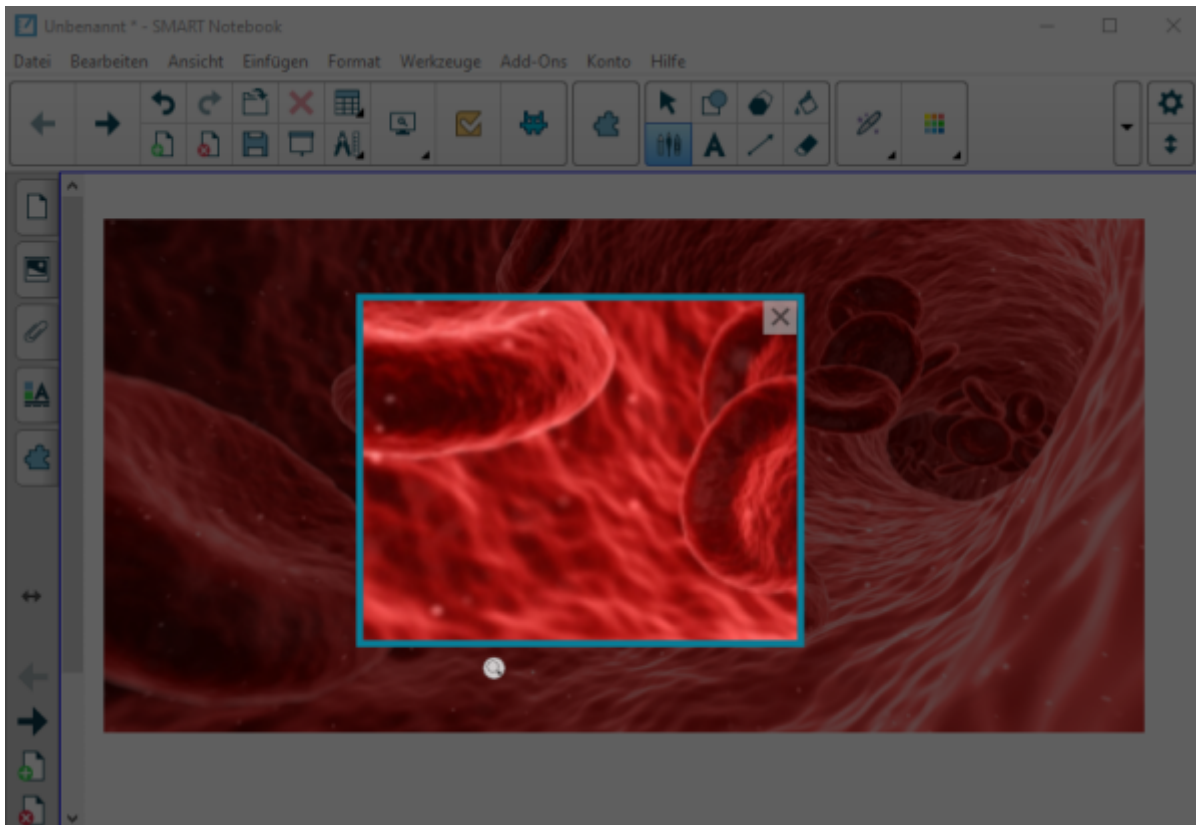 Unbenannt * - SMART Notebook
Datei Bearbeiten Ansicht Einfügen Format Werkzeuge Add-Ons Konto Hilfe
A
A